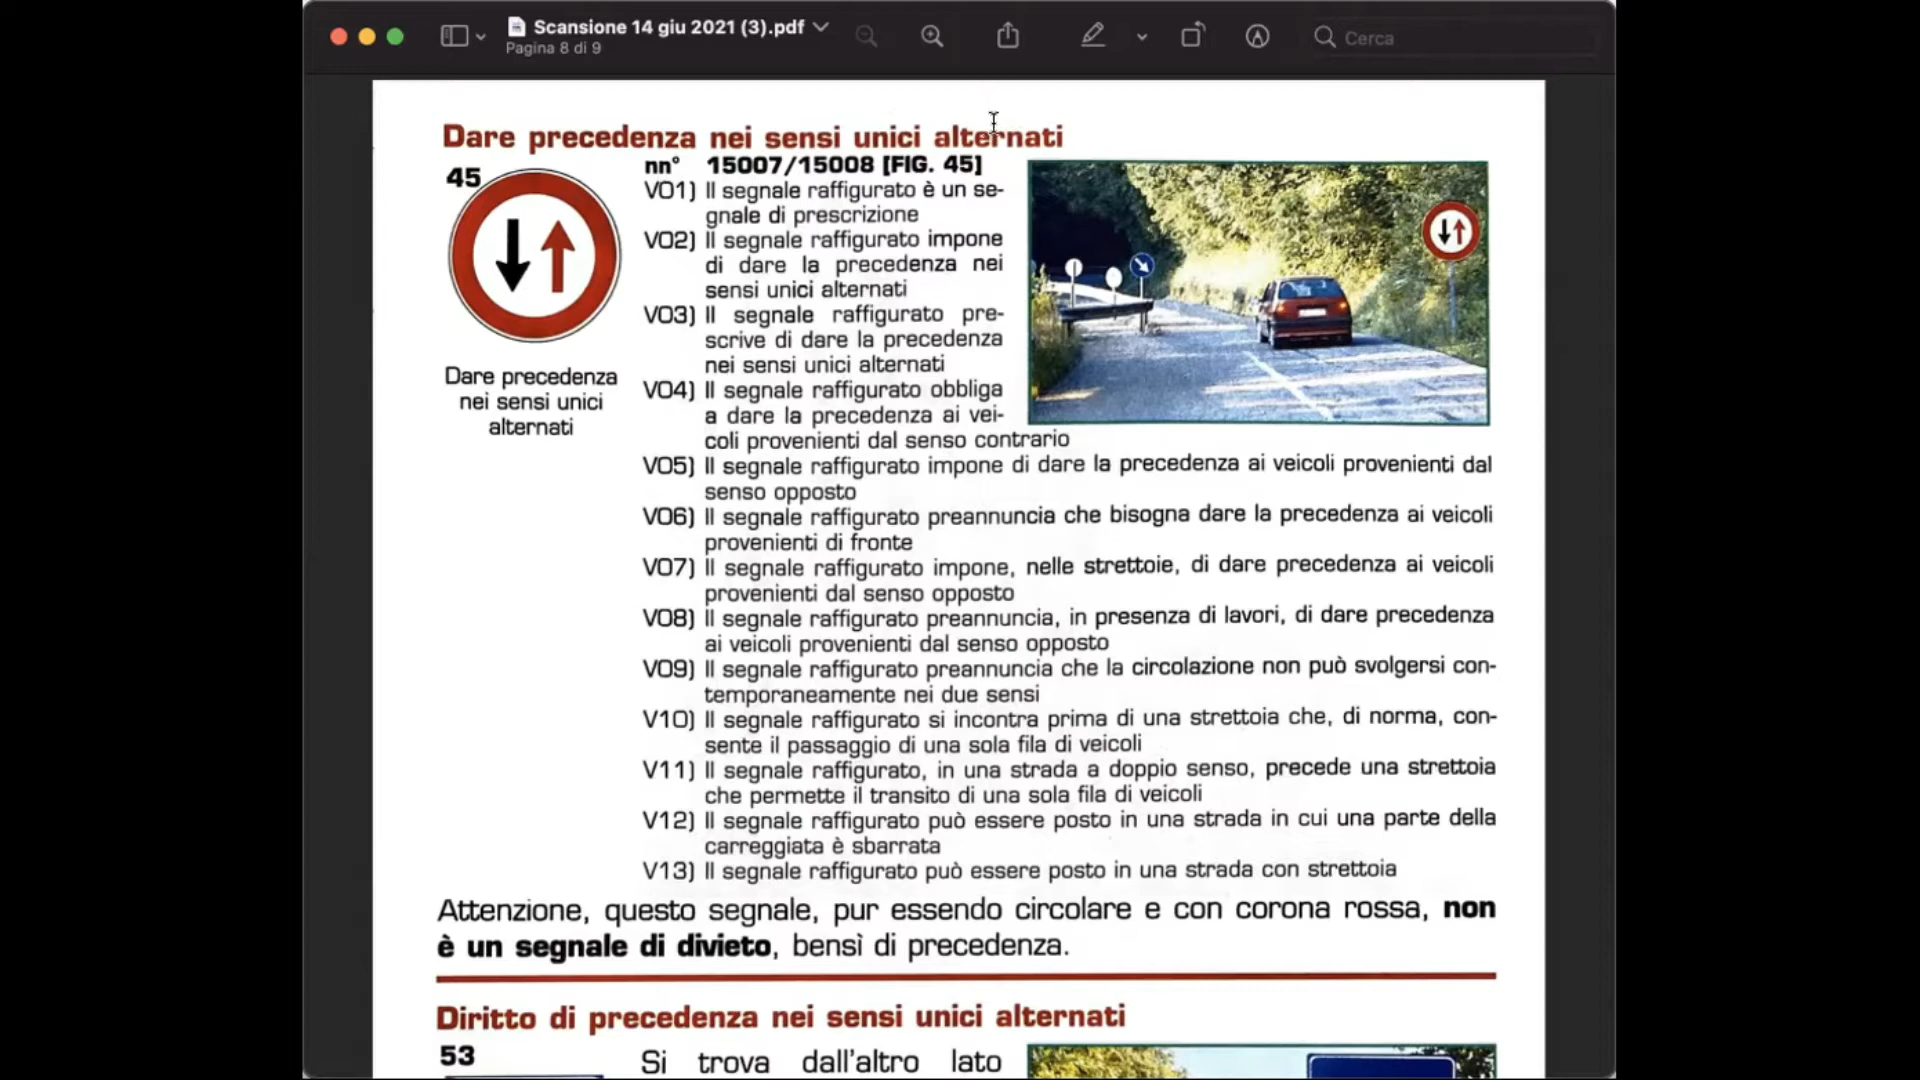 Scansione 14 giu 2021 (3).pdf
Pagina 8 di 9
Cerca
Dare precedenza nei sensi unici alternati
45
Dare precedenza
nei sensi unici
alternati
nn° 15007/15008 [FIG. 45]
V01) Il segnale raffigurato è un se-
gnale di prescrizione
V02) Il segnale raffigurato impone
di dare la precedenza nei
sensi unici alternati
V03) Il segnale raffigurato pre-
scrive di dare la precedenza
nei sensi unici alternati
V04) Il segnale raffigurato obbliga
a dare la precedenza ai vei-
coli provenienti dal senso contrario
V05) Il segnale raffigurato impone di dare la precedenza ai veicoli provenienti dal
senso opposto
V06) Il segnale raffigurato preannuncia che bisogna dare la precedenza ai veicoli
provenienti di fronte
V07) Il segnale raffigurato impone, nelle strettoie, di dare precedenza ai veicoli
provenienti dal senso opposto
V08) Il segnale raffigurato preannuncia, in presenza di lavori, di dare precedenza
ai veicoli provenienti dal senso opposto
V09) Il segnale raffigurato preannuncia che la circolazione non può svolgersi con-
temporaneamente nei due sensi
V10) Il segnale raffigurato si incontra prima di una strettoia che, di norma, con-
sente il passaggio di una sola fila di veicoli
V11) Il segnale raffigurato, in una strada a doppio senso, precede una strettoia
che permette il transito di una sola fila di veicoli
V12) Il segnale raffigurato può essere posto in una strada in cui una parte della
carreggiata è sbarrata
V13) Il segnale raffigurato può essere posto in una strada con strettoia
Attenzione, questo segnale, pur essendo circolare e con corona rossa, non
è un segnale di divieto, bensì di precedenza.
Diritto di precedenza nei sensi unici alternati
53
Si trova dall'altro lato